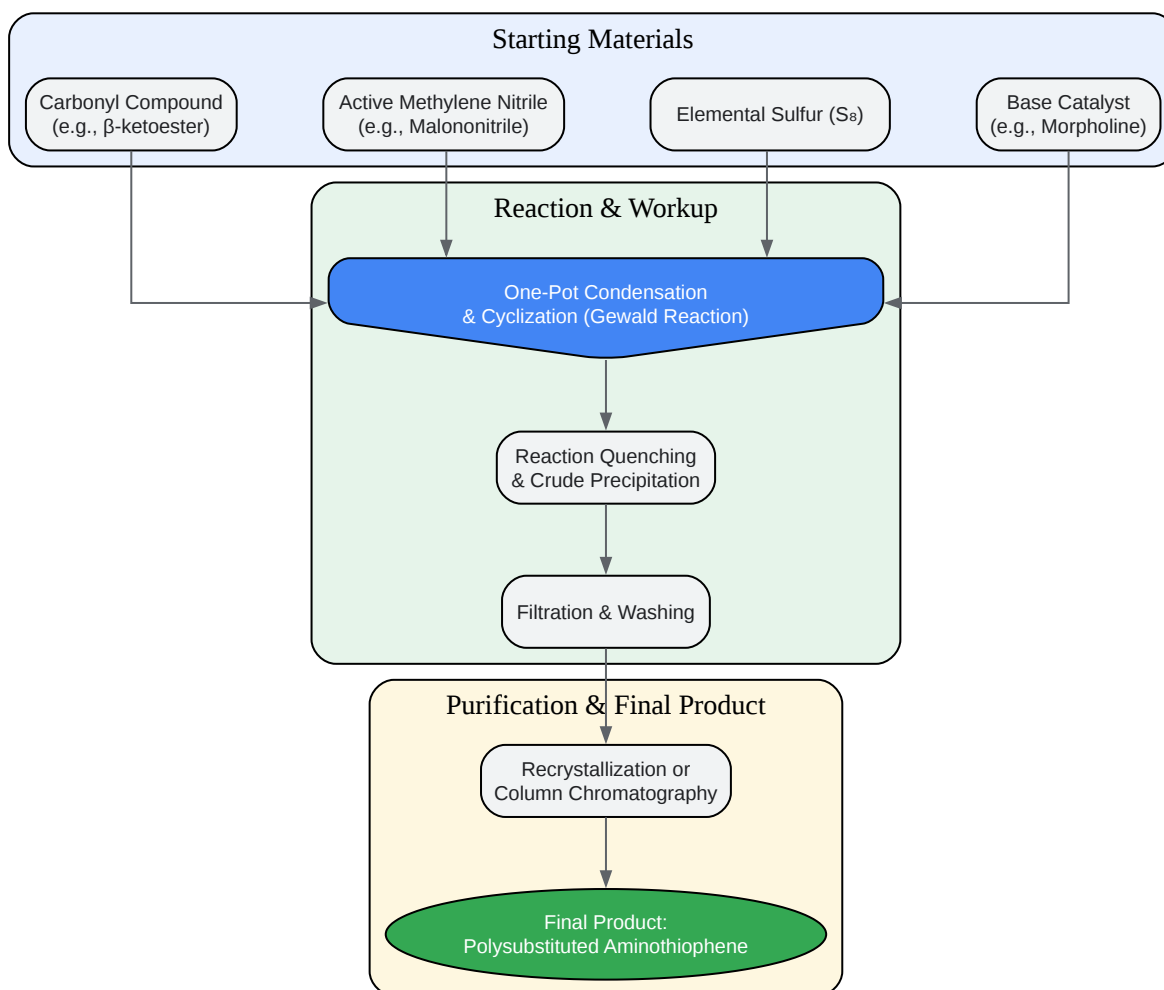 Starting Materials
Carbonyl Compound
(e.g., β-ketoester)
Active Methylene Nitrile
(e.g., Malononitrile)
Elemental Sulfur (S₈)
Base Catalyst
(e.g., Morpholine)
Reaction & Workup
One-Pot Condensation
& Cyclization (Gewald Reaction)
Reaction Quenching
& Crude Precipitation
Filtration & Washing
Purification & Final Product
Recrystallization or
Column Chromatography
Final Product:
Polysubstituted Aminothiophene